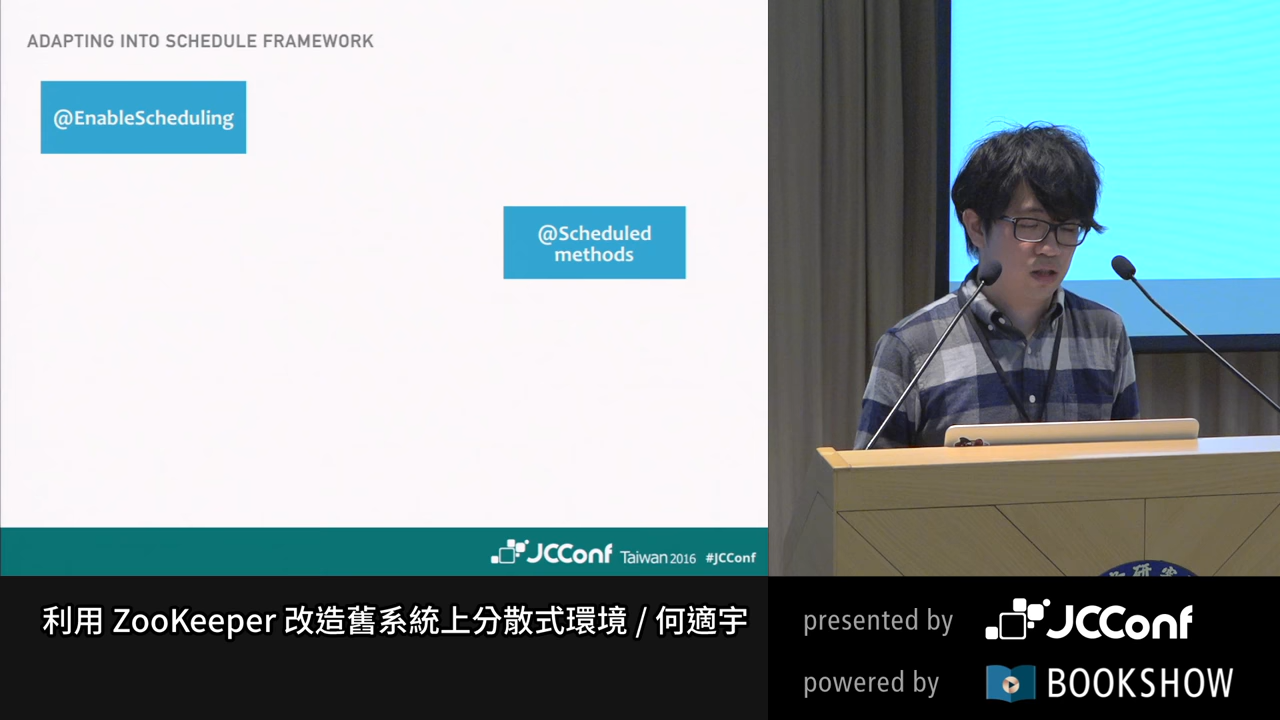 ADAPTING INTO SCHEDULE FRAMEWORK
@EnableScheduling
@Scheduled
methods
JCConf Taiwan 2016 #JCConf
利用 ZooKeeper 改造舊系統上分散式環境 / 何適宇
presented by JCConf
powered by BOOKSHOW